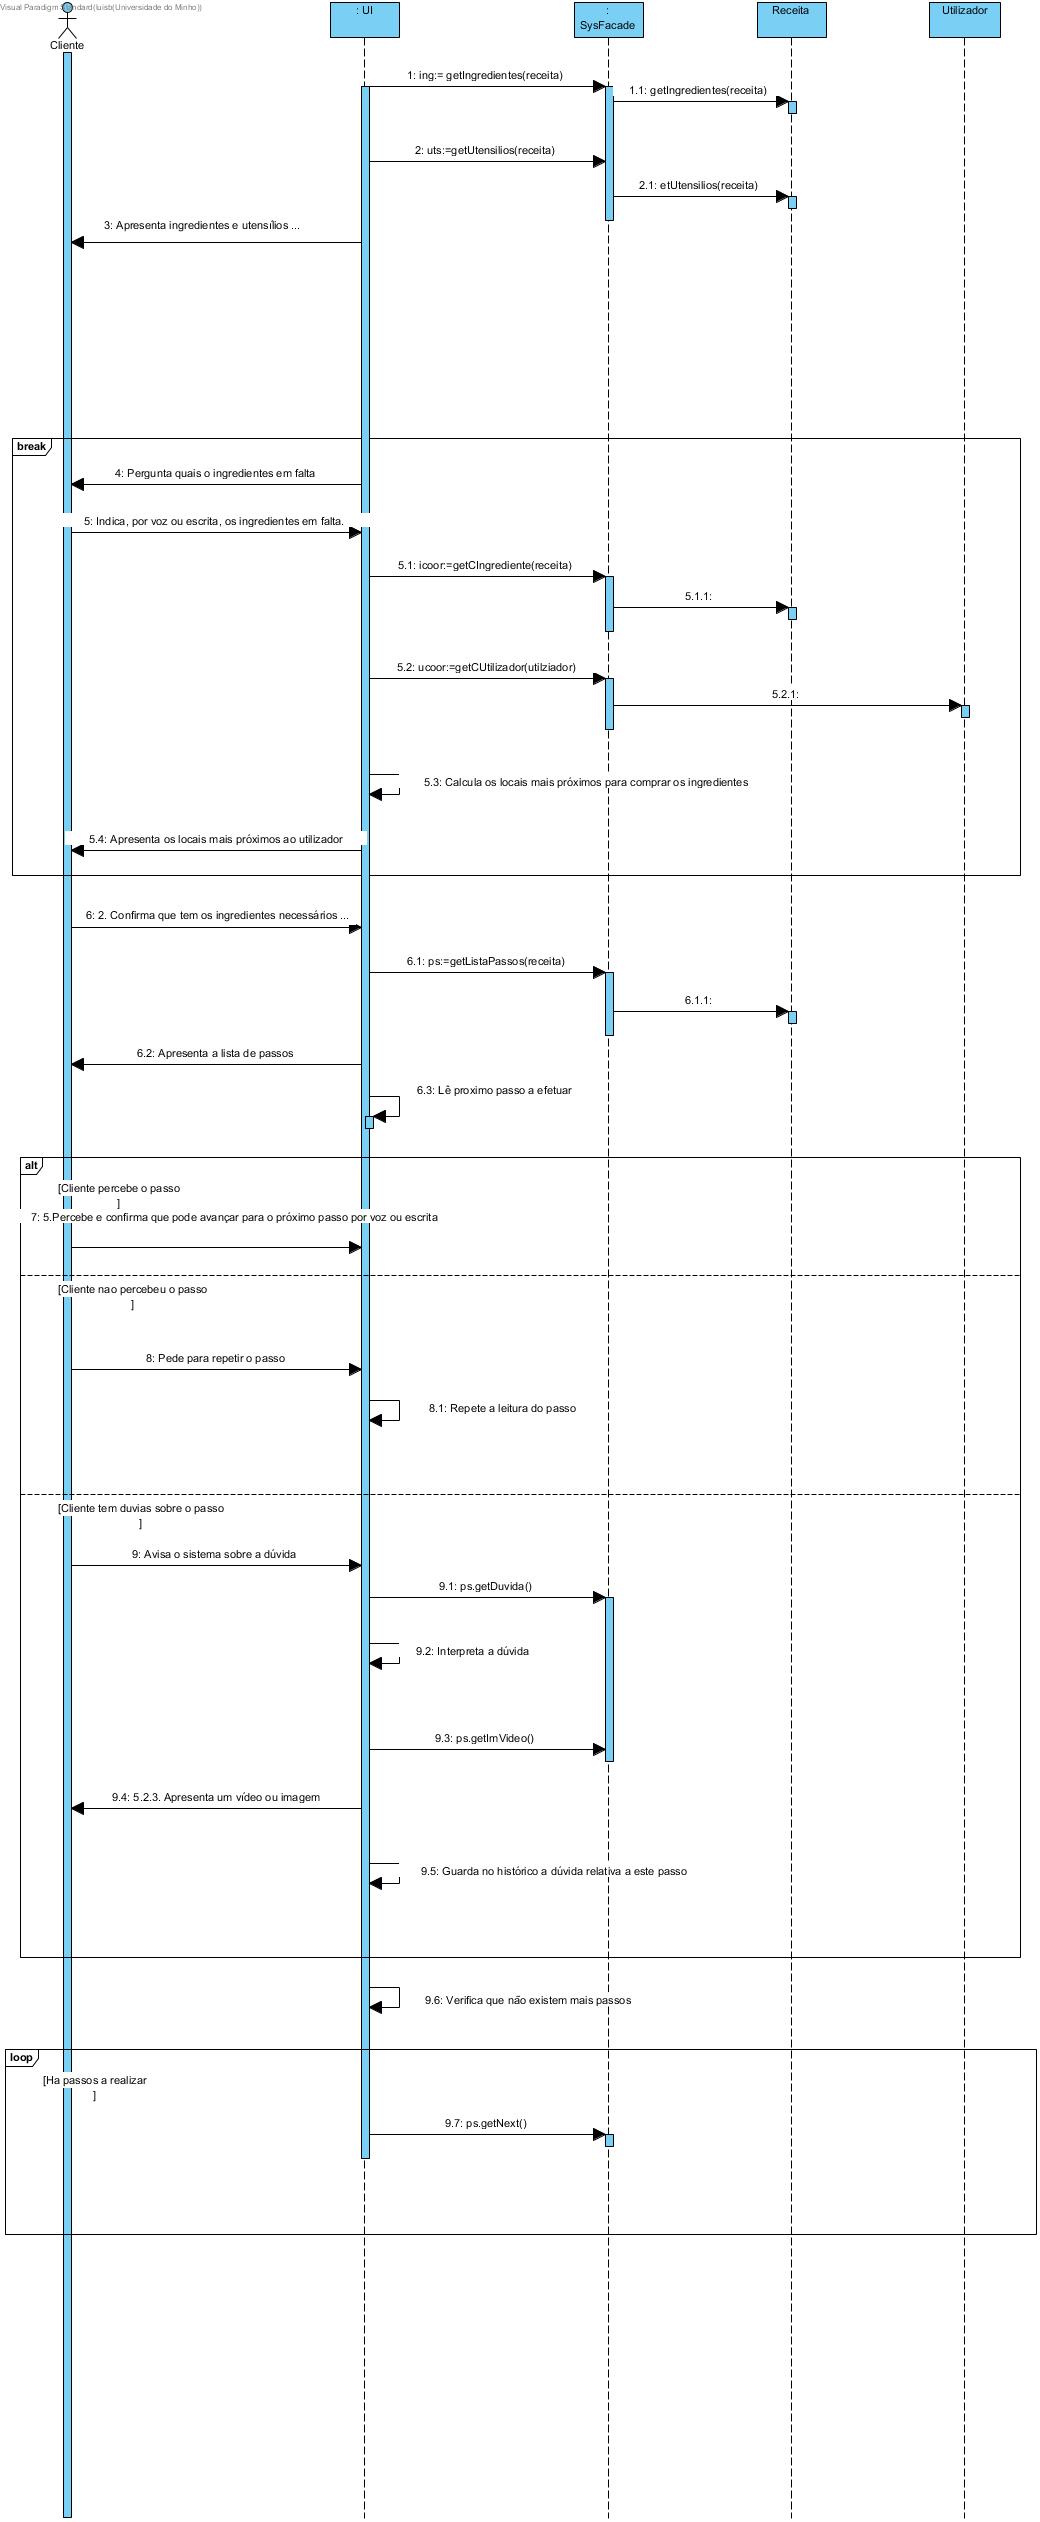 Visual Paradigm Standard(luisb(Universidade do Minho))
Cliente
: UI
:
SysFacade
Receita
Utilizador
1: ing:= getIngredientes(receita)
1.1: getIngredientes(receita)
2: uts:=getUtensilios(receita)
2.1: etUtensilios(receita)
3: Apresenta ingredientes e utensílios ...
break
4: Pergunta quais o ingredientes em falta
5: Indica, por voz ou escrita, os ingredientes em falta.
5.1: icoor:=getCIngrediente(receita)
5.1.1:
5.2: ucoor:=getCUtilizador(utilziador)
5.2.1:
5.3: Calcula os locais mais próximos para comprar os ingredientes
5.4: Apresenta os locais mais próximos ao utilizador
6: 2. Confirma que tem os ingredientes necessários ...
6.1: ps:=getListaPassos(receita)
6.1.1:
6.2: Apresenta a lista de passos
6.3: Lê proximo passo a efetuar
alt
[Cliente percebe o passo
]
7: 5.Percebe e confirma que pode avançar para o próximo passo por voz ou escrita
[Cliente nao percebeu o passo
]
8: Pede para repetir o passo
8.1: Repete a leitura do passo
[Cliente tem duvias sobre o passo
]
9: Avisa o sistema sobre a dúvida
9.1: ps.getDuvida()
9.2: Interpreta a dúvida
9.3: ps.getImVideo()
9.4: 5.2.3. Apresenta um vídeo ou imagem
9.5: Guarda no histórico a dúvida relativa a este passo
9.6: Verifica que não existem mais passos
loop
[Ha passos a realizar
]
9.7: ps.getNext()